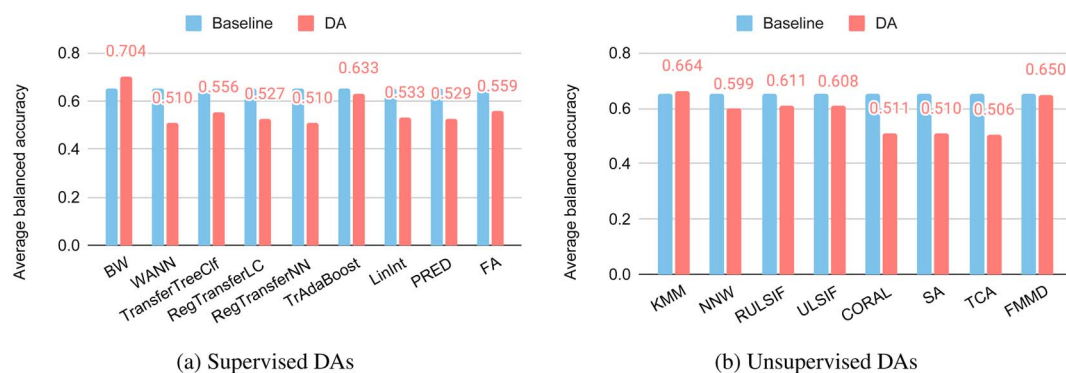 Baseline DA
Average balanced accuracy
0.8
0.6
0.4
0.2
0.0
0.704
0.510
0.556
0.527
0.510
0.633
0.533
0.529
0.559
BW
WANN
TransferTreeClf
RegTransferLC
RegTransferNN
TrAdaBoost
LinInt
PRED
FA
(a) Supervised DAs
Baseline DA
Average balanced accuracy
0.8
0.6
0.4
0.2
0.0
0.664
0.599
0.611
0.608
0.511
0.510
0.506
0.650
KMM
NNW
RULSIF
ULSIF
CORAL
SA
TCA
FMMD
(b) Unsupervised DAs